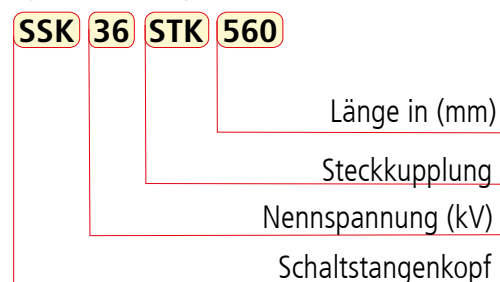 SSK 36 STK 560
Länge in (mm)
Steckkupplung
Nennspannung (kV)
Schaltstangenkopf